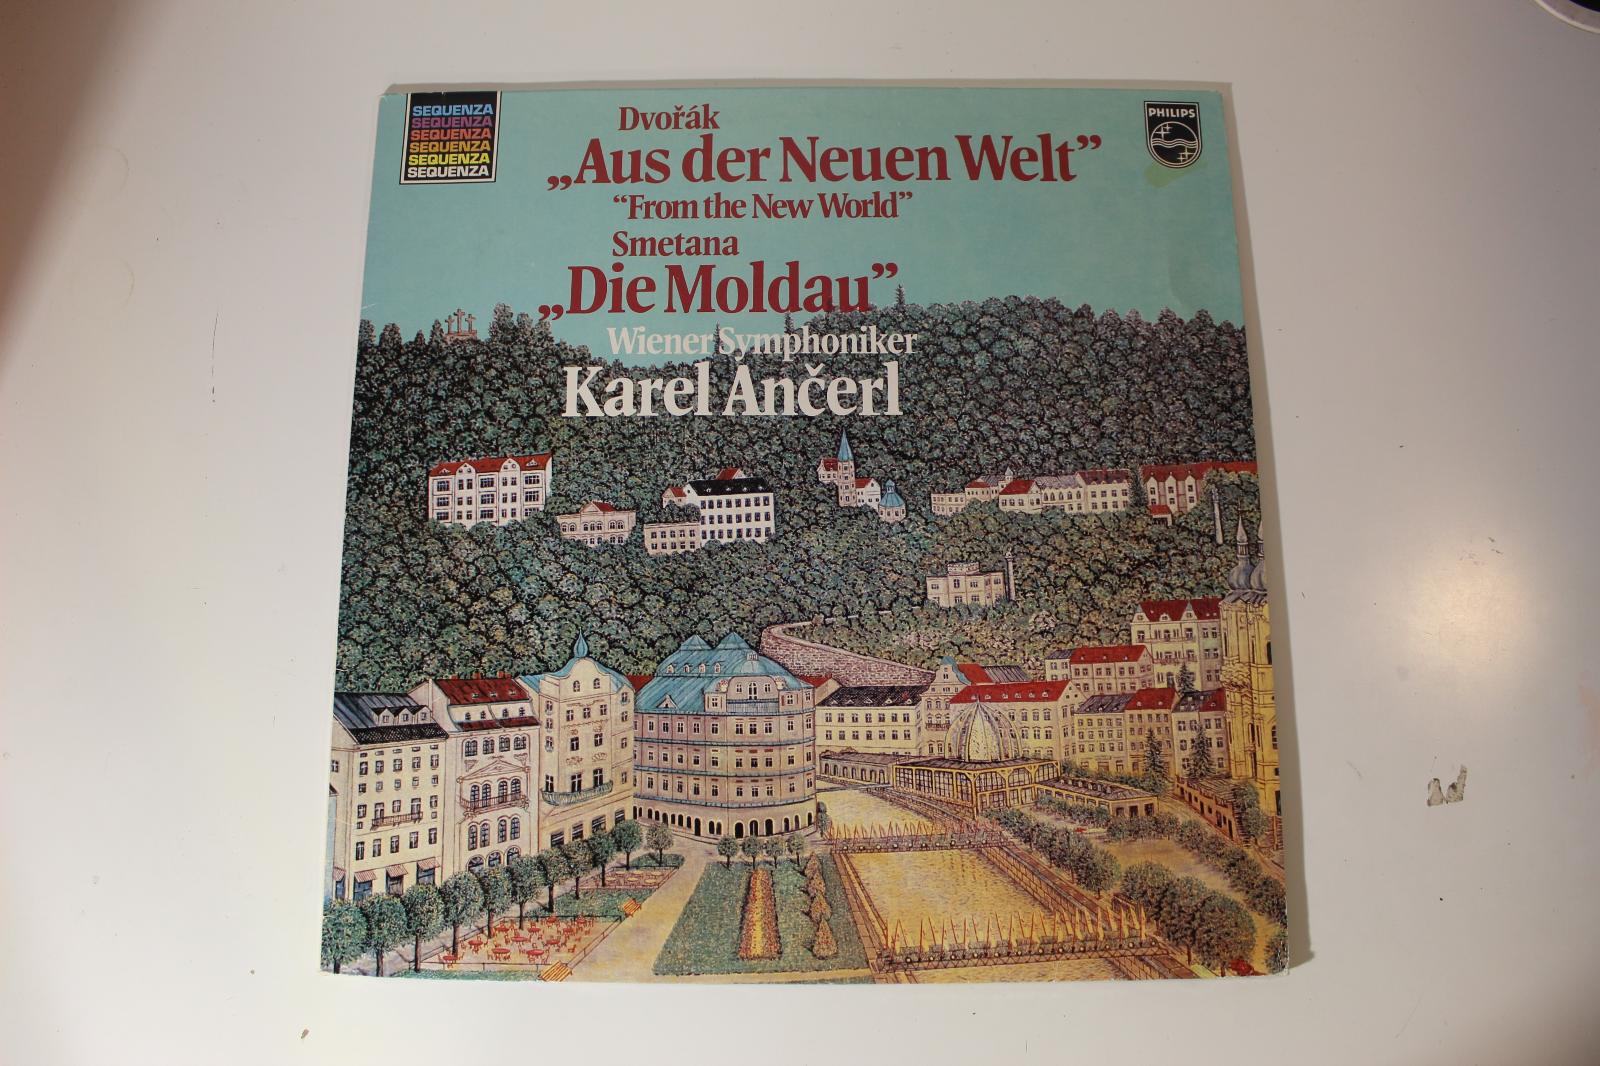 SEQUENZA
SEQUENZA
SEQUENZA
SEQUENZA
SEQUENZA
SEQUENZA
PHILIPS
Dvořák
„Aus der Neuen Welt”
“From the New World”
Smetana
„Die Moldau”
Wiener Symphoniker
Karel Ančerl